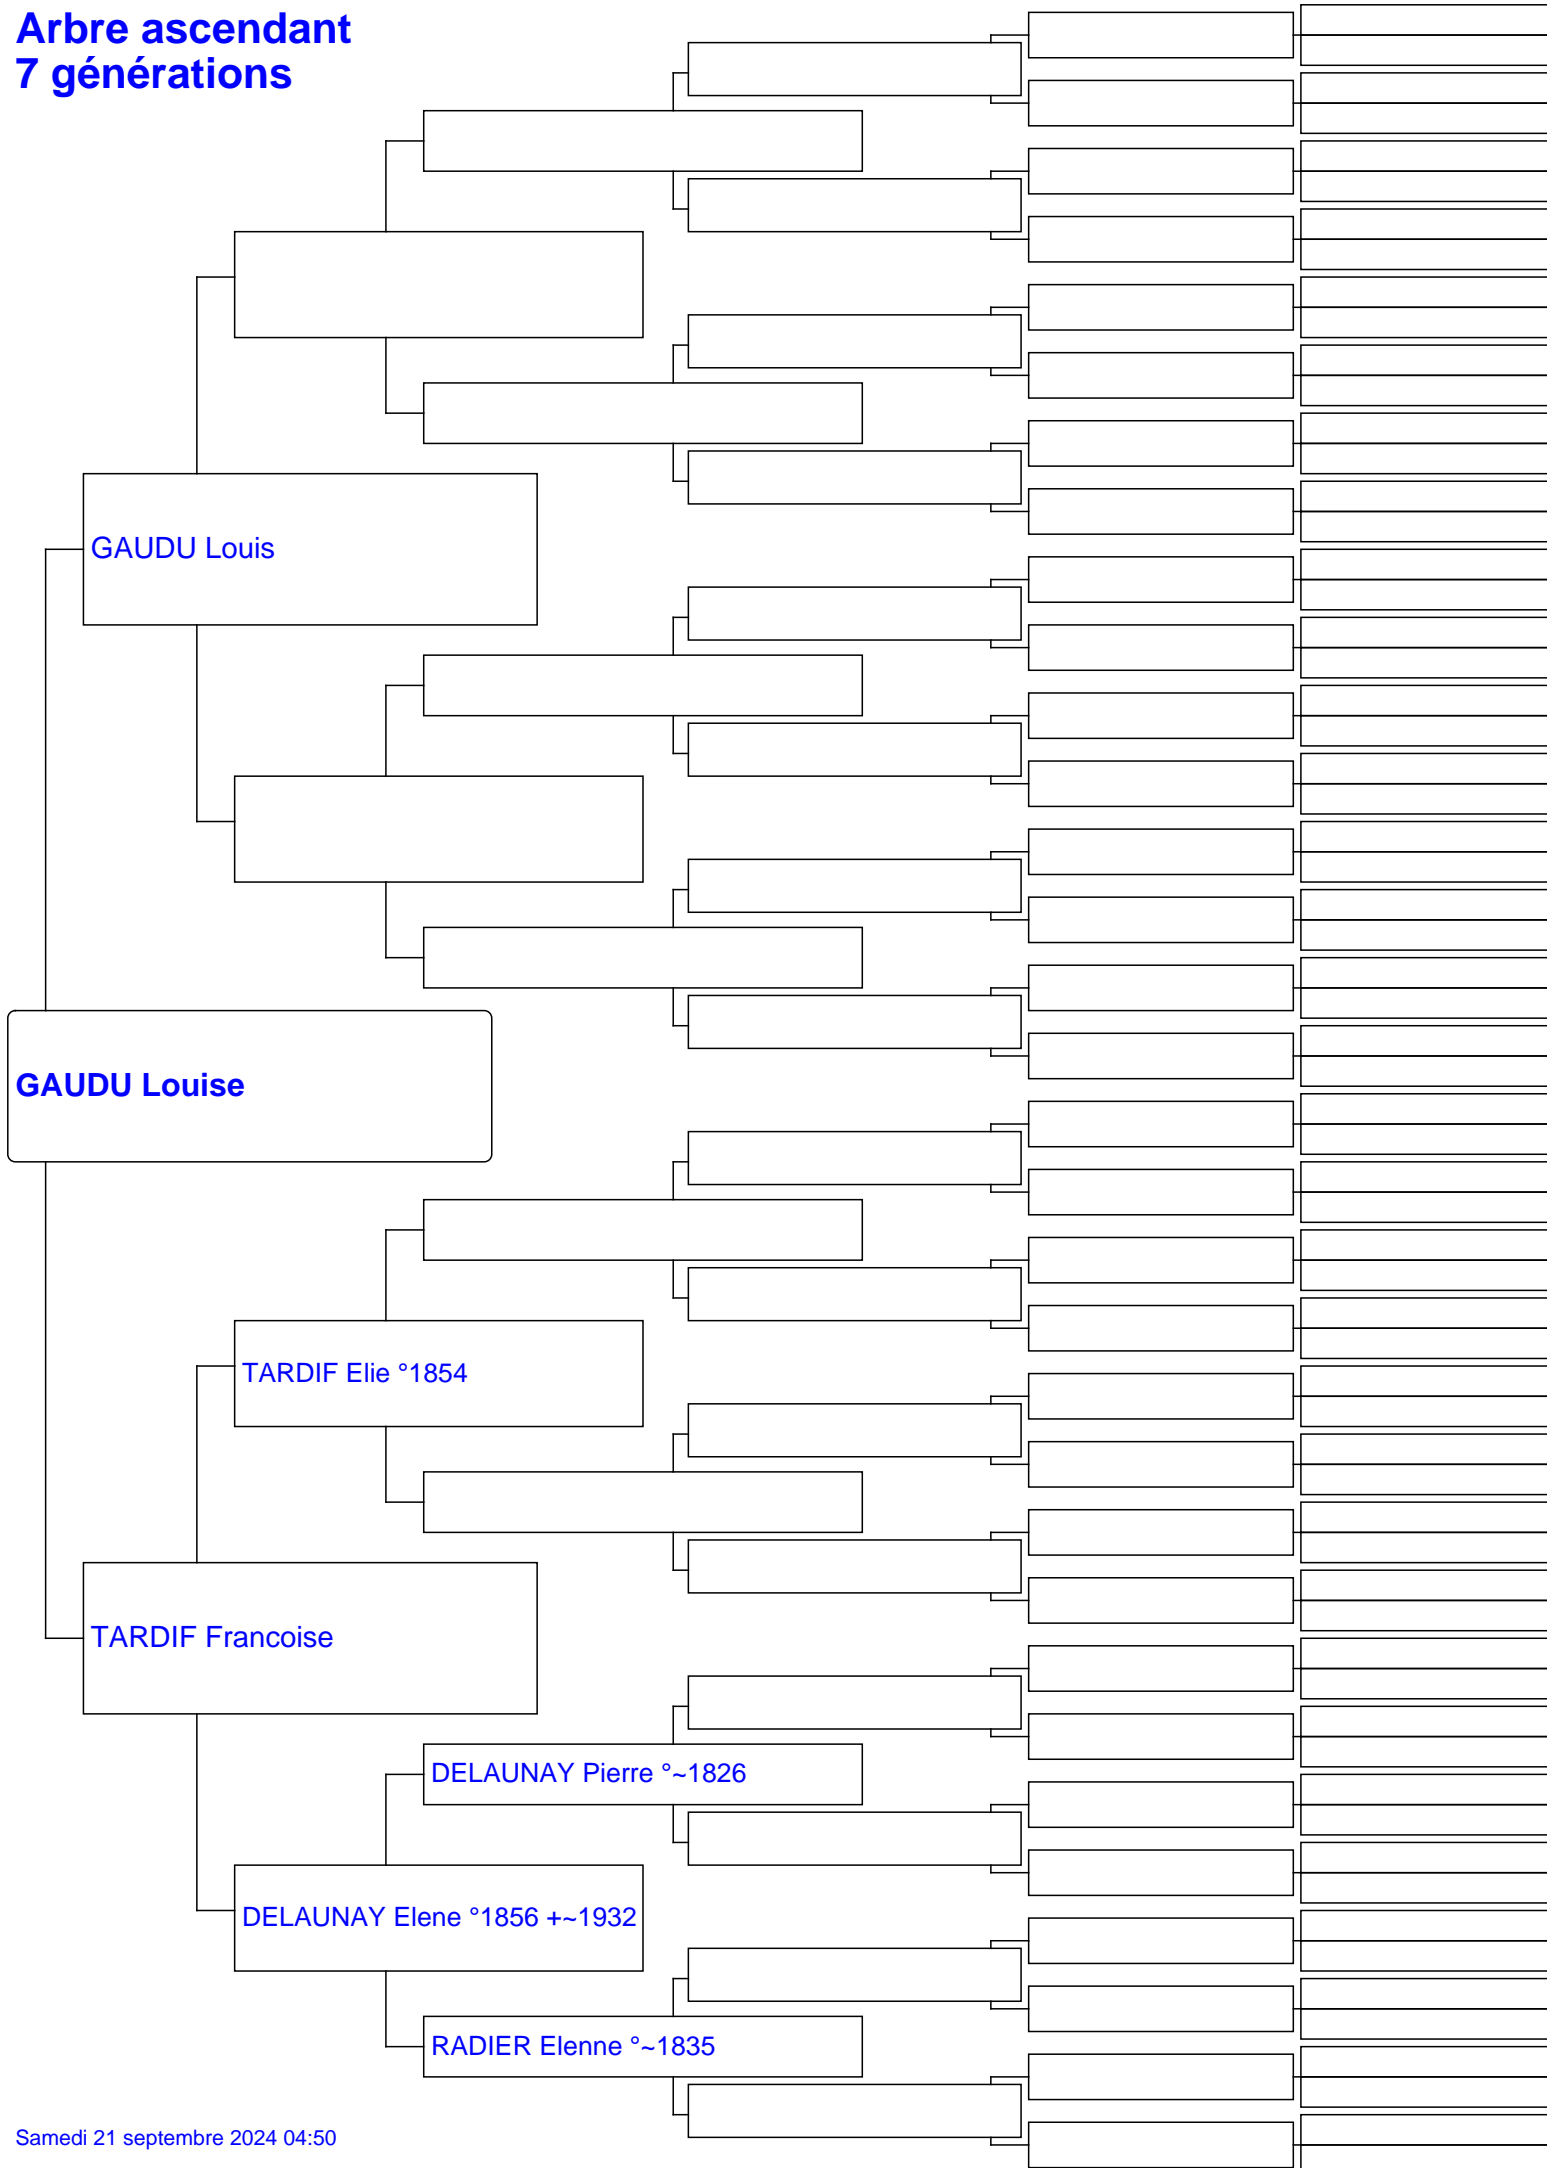 Arbre ascendant
7 générations
GAUDU Louis
GAUDU Louise
TARDIF Elie °1854
TARDIF Francoise
DELAUNAY Pierre °~1826
DELAUNAY Elene °1856 +~1932
RADIER Elenne °~1835
Samedi 21 septembre 2024 04:50